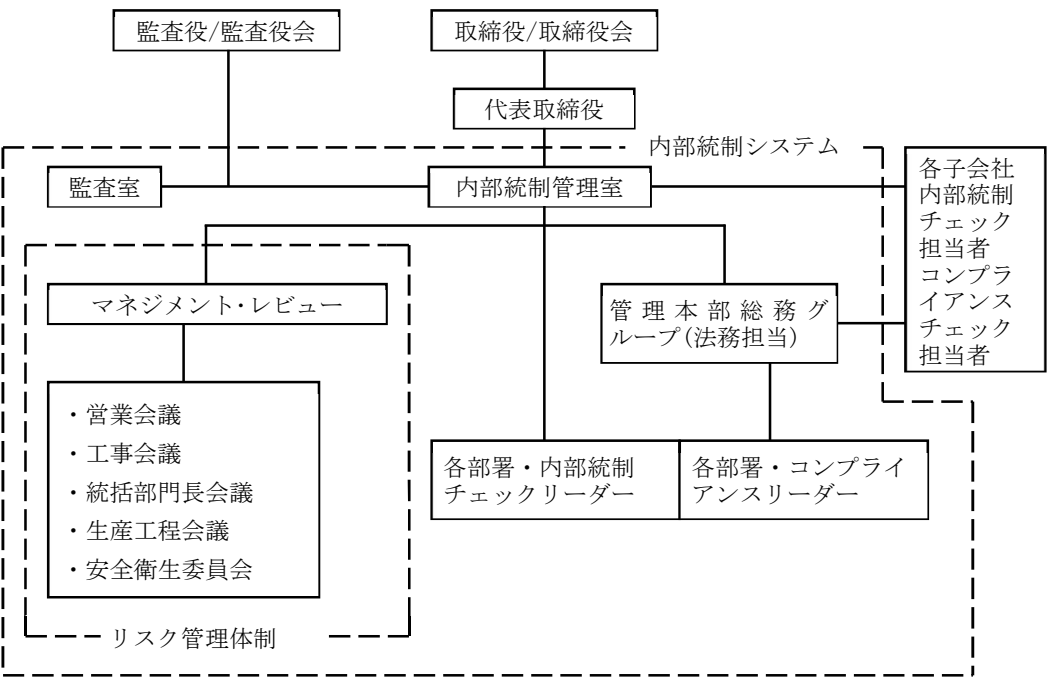 監査役/監査役会
取締役/取締役会
代表取締役
内部統制システム
監査室
内部統制管理室
各子会社
内部統制
チェック
担当者
コンプラ
イアンス
チェック
担当者
マネジメント・レビュー
管理本部総務グ
ループ(法務担当)
・営業会議
・工事会議
・統括部門長会議
・生産工程会議
・安全衛生委員会
各部署・内部統制
チェックリーダー
各部署・コンプライ
アンスリーダー
リスク管理体制